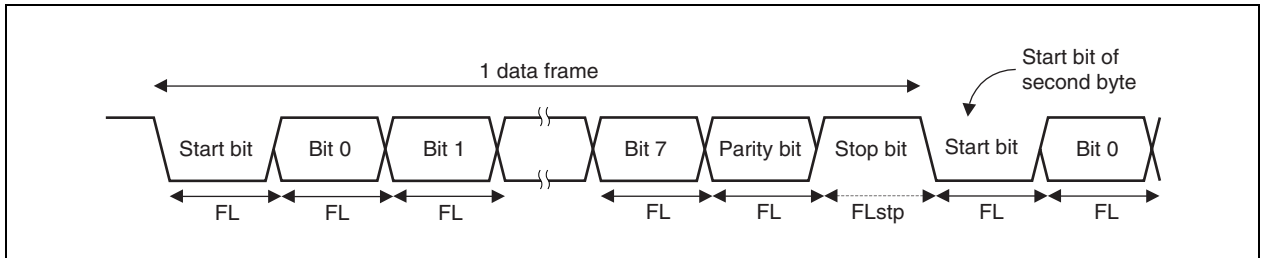 1 data frame
Start bit of
second byte
Start bit Bit 0 Bit 1 Bit 7 Parity bit Stop bit Start bit Bit 0
FL FL FL FL FL FLstp FL FL